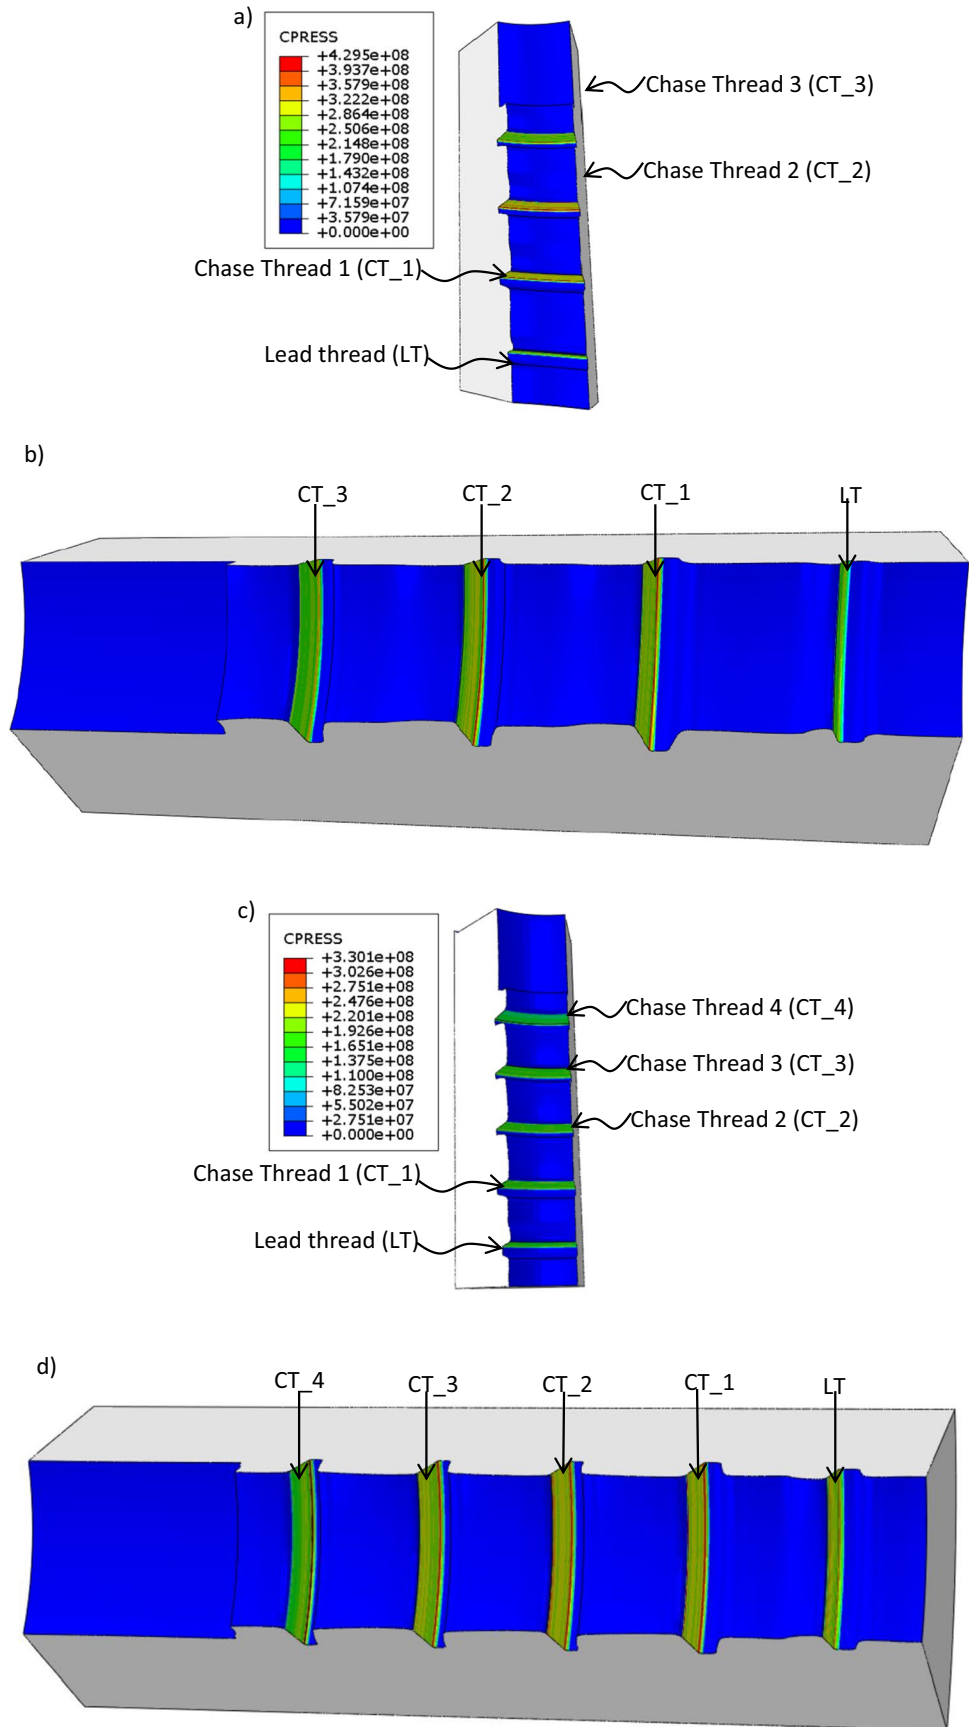 a)
CPRESS
+4.295e+08
+3.937e+08
+3.579e+08
+3.222e+08
+2.864e+08
+2.506e+08
+2.148e+08
+1.790e+08
+1.432e+08
+1.074e+08
+7.159e+07
+3.579e+07
+0.000e+00
Chase Thread 3 (CT_3)
Chase Thread 2 (CT_2)
Chase Thread 1 (CT_1)
Lead thread (LT)
b)
CT_3 CT_2 CT_1 LT
c)
CPRESS
+3.301e+08
+3.026e+08
+2.751e+08
+2.476e+08
+2.201e+08
+1.926e+08
+1.651e+08
+1.375e+08
+1.100e+08
+8.253e+07
+5.502e+07
+2.751e+07
+0.000e+00
Chase Thread 4 (CT_4)
Chase Thread 3 (CT_3)
Chase Thread 2 (CT_2)
Chase Thread 1 (CT_1)
Lead thread (LT)
d)
CT_4 CT_3 CT_2 CT_1 LT